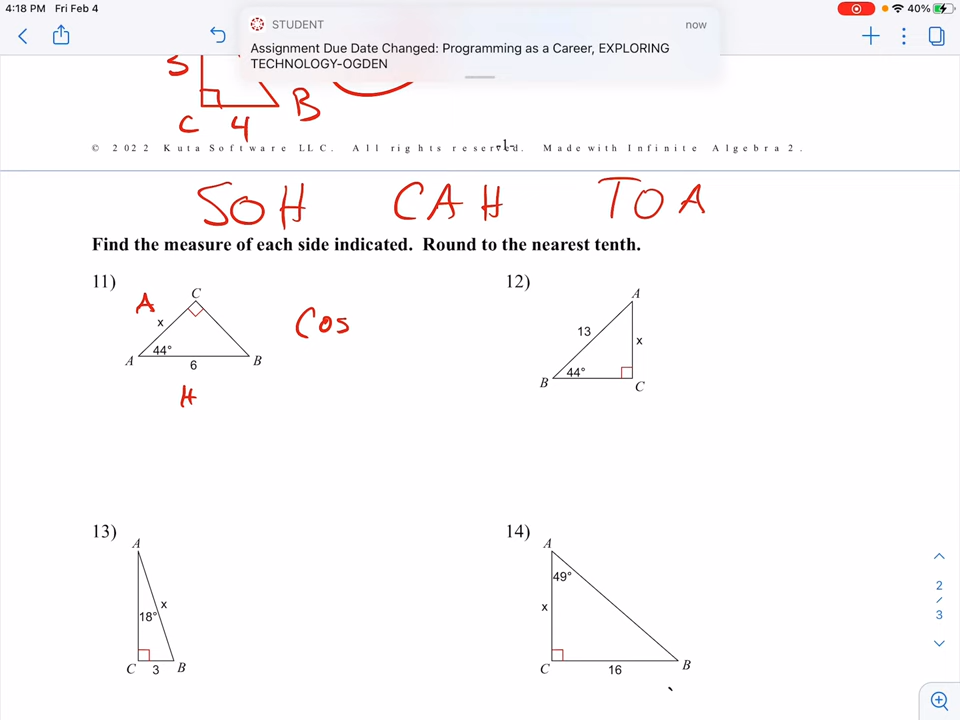 4:18 PM Fri Feb 4
40%
STUDENT
now
Assignment Due Date Changed: Programming as a Career, EXPLORING
TECHNOLOGY-OGDEN
S
C 4 B
© 2022 Kuta Software LLC. All rights reserved. -1- Made with Infinite Algebra 2.
SOH CAH TOA
Find the measure of each side indicated. Round to the nearest tenth.
11)
A
C
x
44°
A
B
6
H
Cos
12)
A
13
x
44°
B
C
13)
A
x
18°
C
3
B
14)
A
49°
x
C
16
B
2
/
3